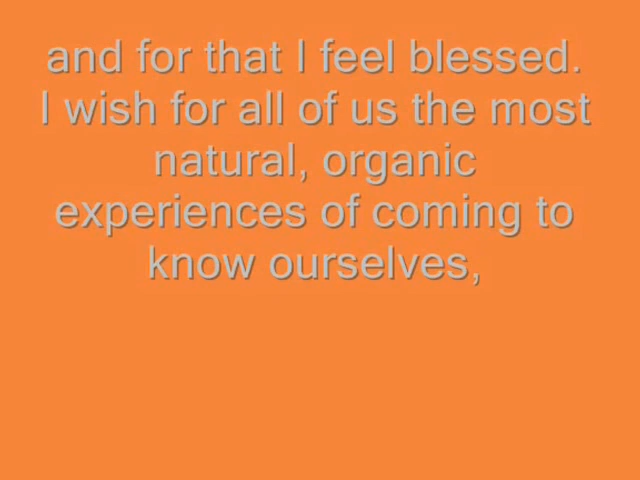 and for that I feel blessed.
I wish for all of us the most
natural, organic
experiences of coming to
know ourselves,